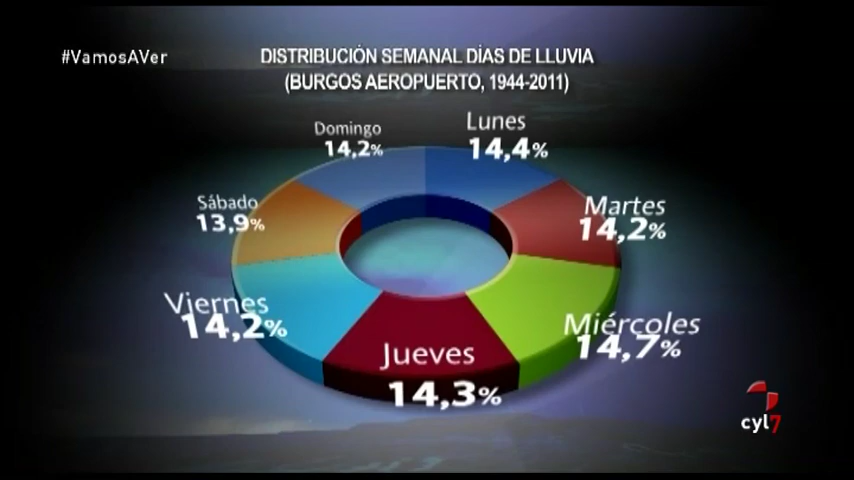 #VamosAVer
DISTRIBUCIÓN SEMANAL DÍAS DE LLUVIA
(BURGOS AEROPUERTO, 1944-2011)
Domingo
14,2%
Lunes
14,4%
Sábado
13,9%
Martes
14,2%
Viernes
14,2%
Miércoles
14,7%
Jueves
14,3%
cyl7